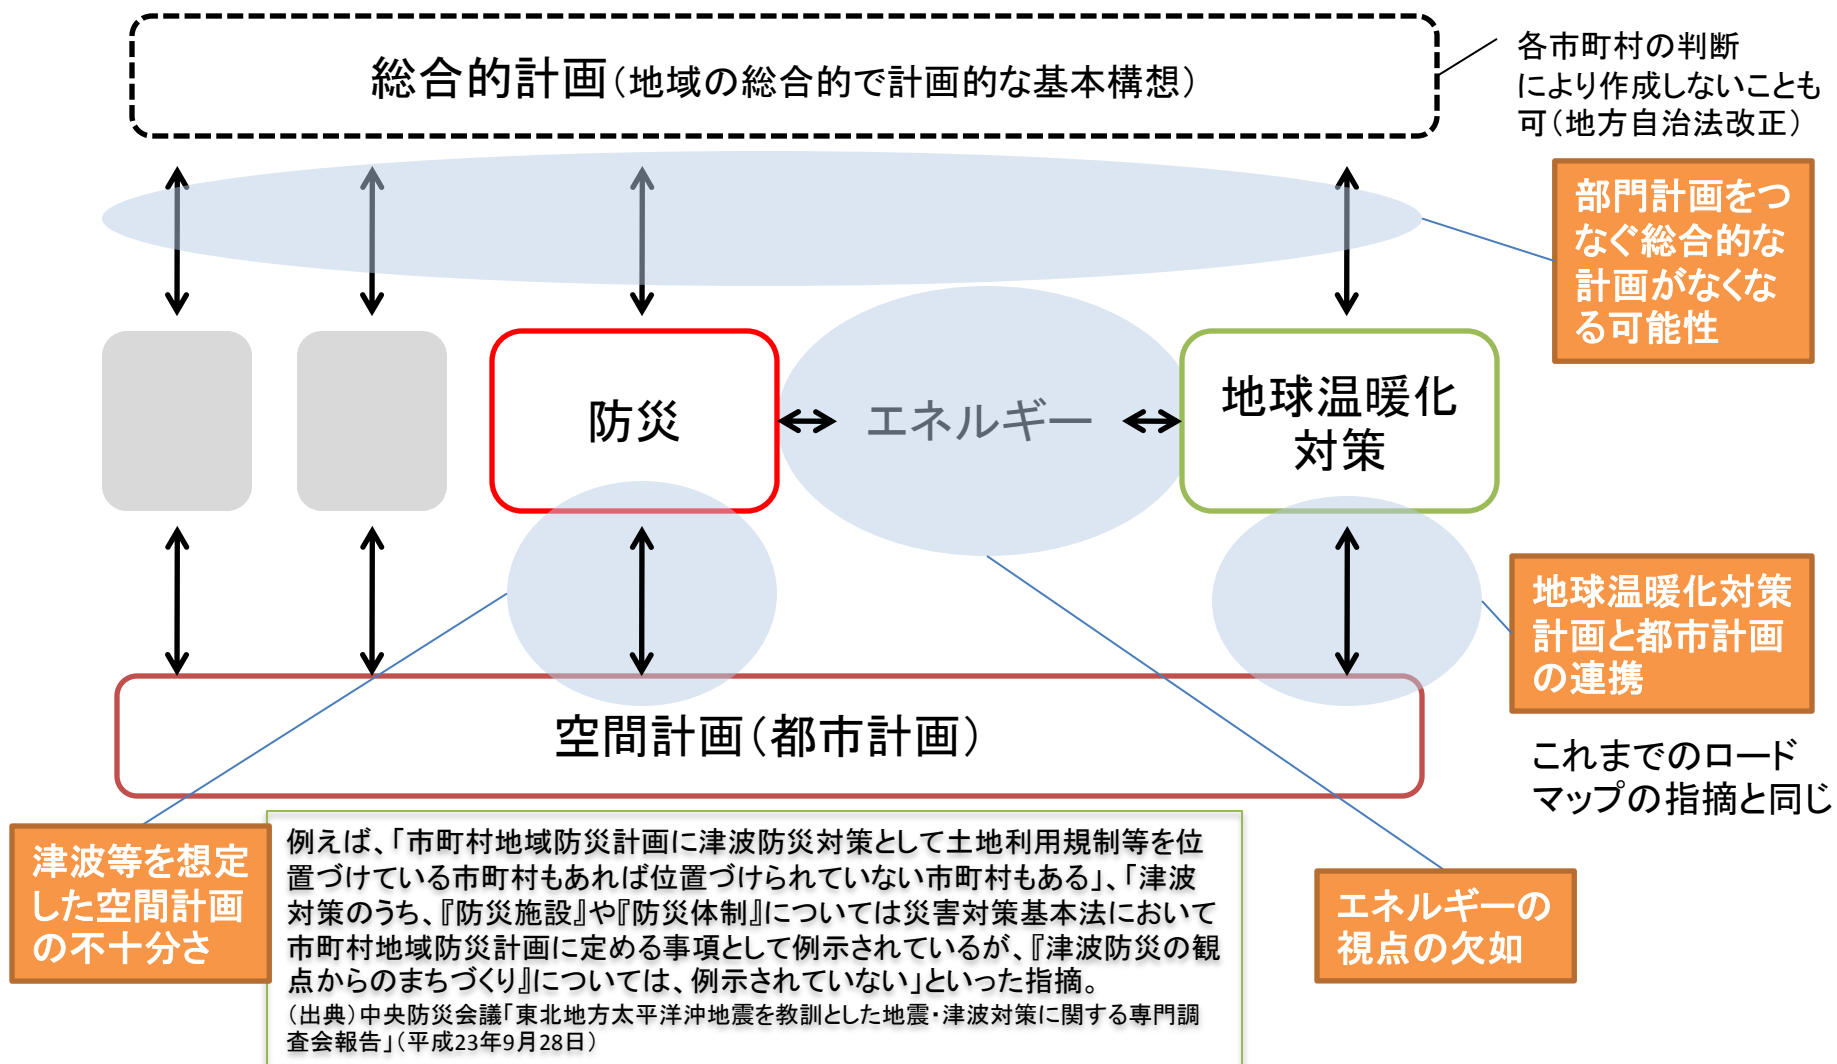 総合的計画（地域の総合的で計画的な基本構想）
各市町村の判断
により作成しないことも
可（地方自治法改正）
部門計画をつ
なぐ総合的な
計画がなくな
る可能性
防災
エネルギー
地球温暖化
対策
地球温暖化対策
計画と都市計画
の連携
これまでのロード
マップの指摘と同じ
空間計画（都市計画）
津波等を想定
した空間計画
の不十分さ
例えば、「市町村地域防災計画に津波防災対策として土地利用規制等を位
置づけている市町村もあれば位置づけられていない市町村もある」、「津波
対策のうち、『防災施設』や『防災体制』については災害対策基本法において
市町村地域防災計画に定める事項として例示されているが、『津波防災の観
点からのまちづくり』については、例示されていない」といった指摘。
（出典）中央防災会議「東北地方太平洋沖地震を教訓とした地震・津波対策に関する専門調
査会報告」（平成23年9月28日）
エネルギーの
視点の欠如